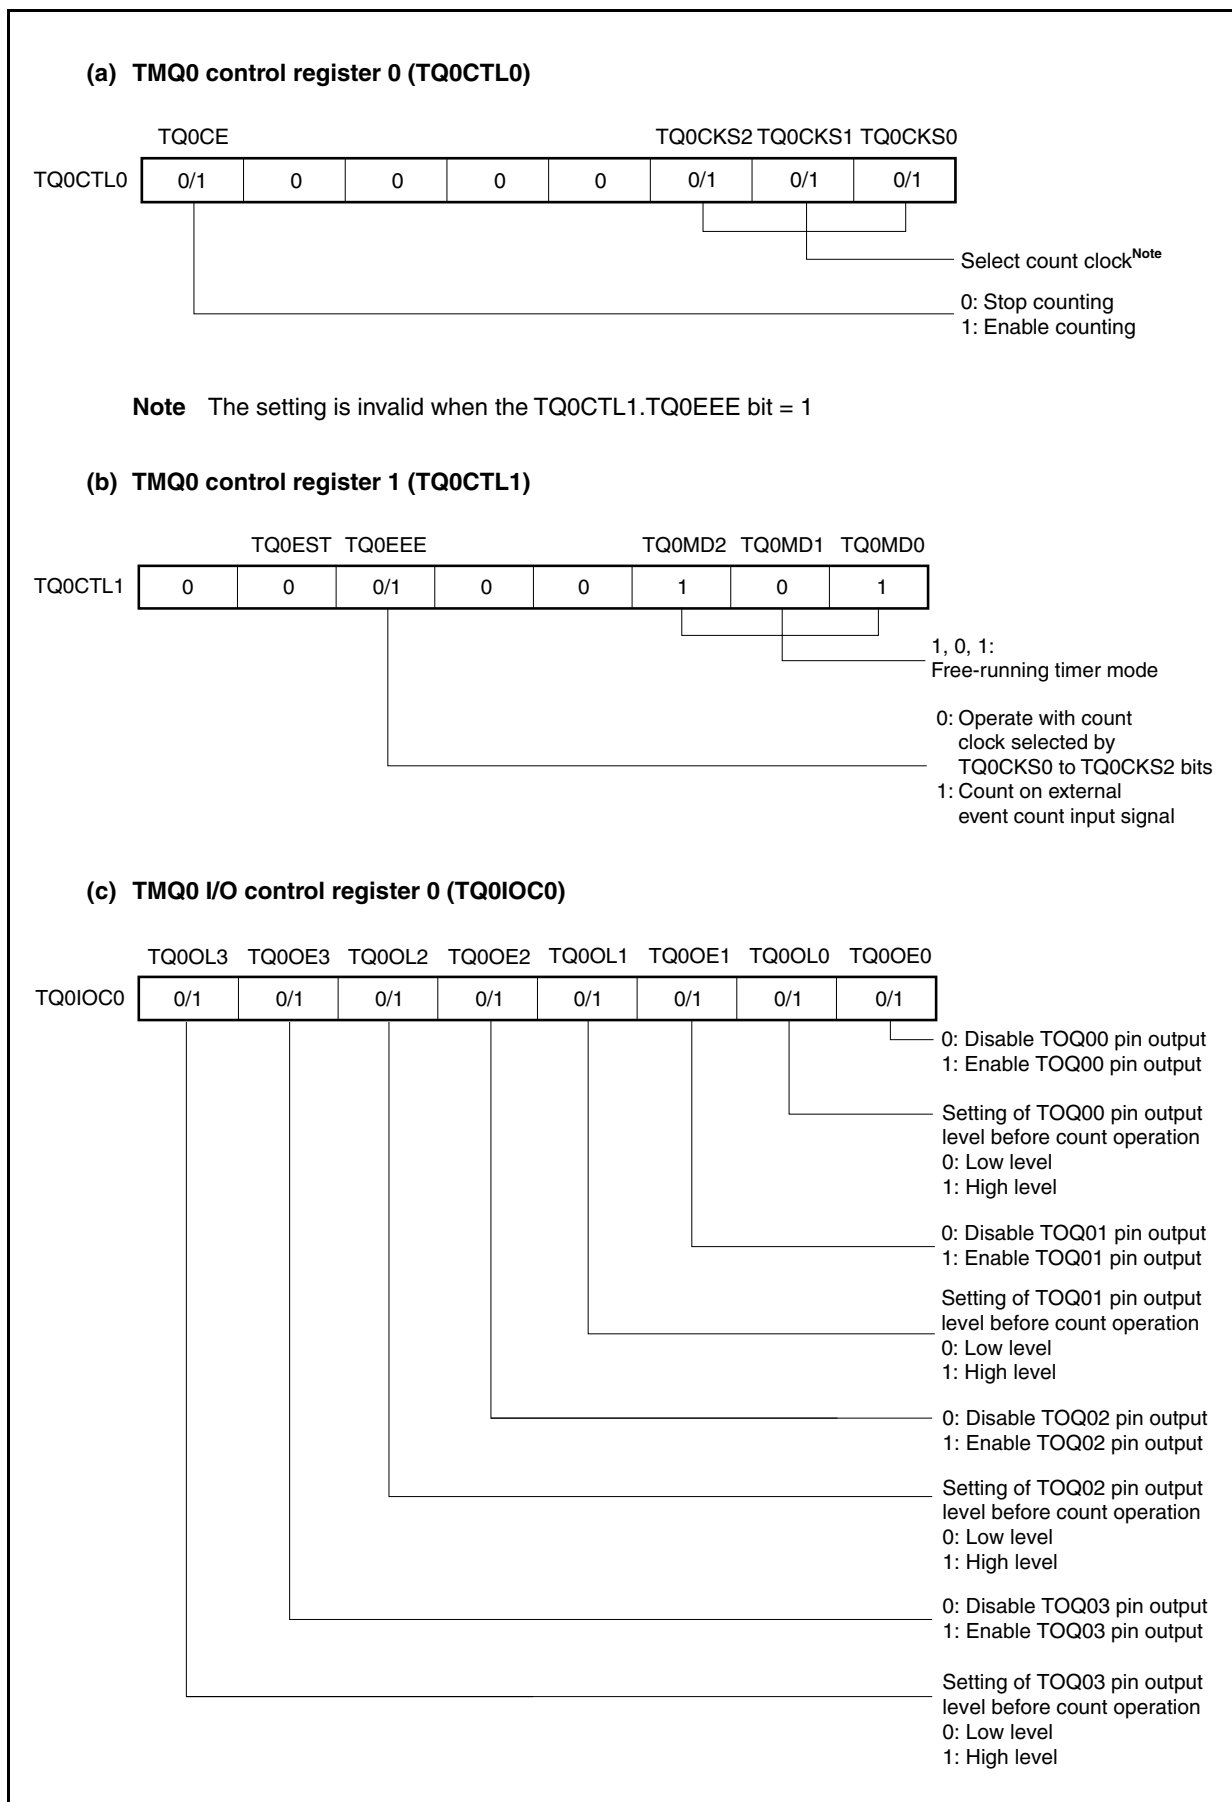 (a) TMQ0 control register 0 (TQ0CTL0)
TQ0CE TQ0CKS2 TQ0CKS1 TQ0CKS0
TQ0CTL0 0/1 0 0 0 0 0/1 0/1 0/1
Select count clockNote
0: Stop counting
1: Enable counting
Note The setting is invalid when the TQ0CTL1.TQ0EEE bit = 1
(b) TMQ0 control register 1 (TQ0CTL1)
TQ0EST TQ0EEE TQ0MD2 TQ0MD1 TQ0MD0
TQ0CTL1 0 0 0/1 0 0 1 0 1
1, 0, 1:
Free-running timer mode
0: Operate with count
clock selected by
TQ0CKS0 to TQ0CKS2 bits
1: Count on external
event count input signal
(c) TMQ0 I/O control register 0 (TQ0IOC0)
TQ0OL3 TQ0OE3 TQ0OL2 TQ0OE2 TQ0OL1 TQ0OE1 TQ0OL0 TQ0OE0
TQ0IOC0 0/1 0/1 0/1 0/1 0/1 0/1 0/1 0/1
0: Disable TOQ00 pin output
1: Enable TOQ00 pin output
Setting of TOQ00 pin output
level before count operation
0: Low level
1: High level
0: Disable TOQ01 pin output
1: Enable TOQ01 pin output
Setting of TOQ01 pin output
level before count operation
0: Low level
1: High level
0: Disable TOQ02 pin output
1: Enable TOQ02 pin output
Setting of TOQ02 pin output
level before count operation
0: Low level
1: High level
0: Disable TOQ03 pin output
1: Enable TOQ03 pin output
Setting of TOQ03 pin output
level before count operation
0: Low level
1: High level